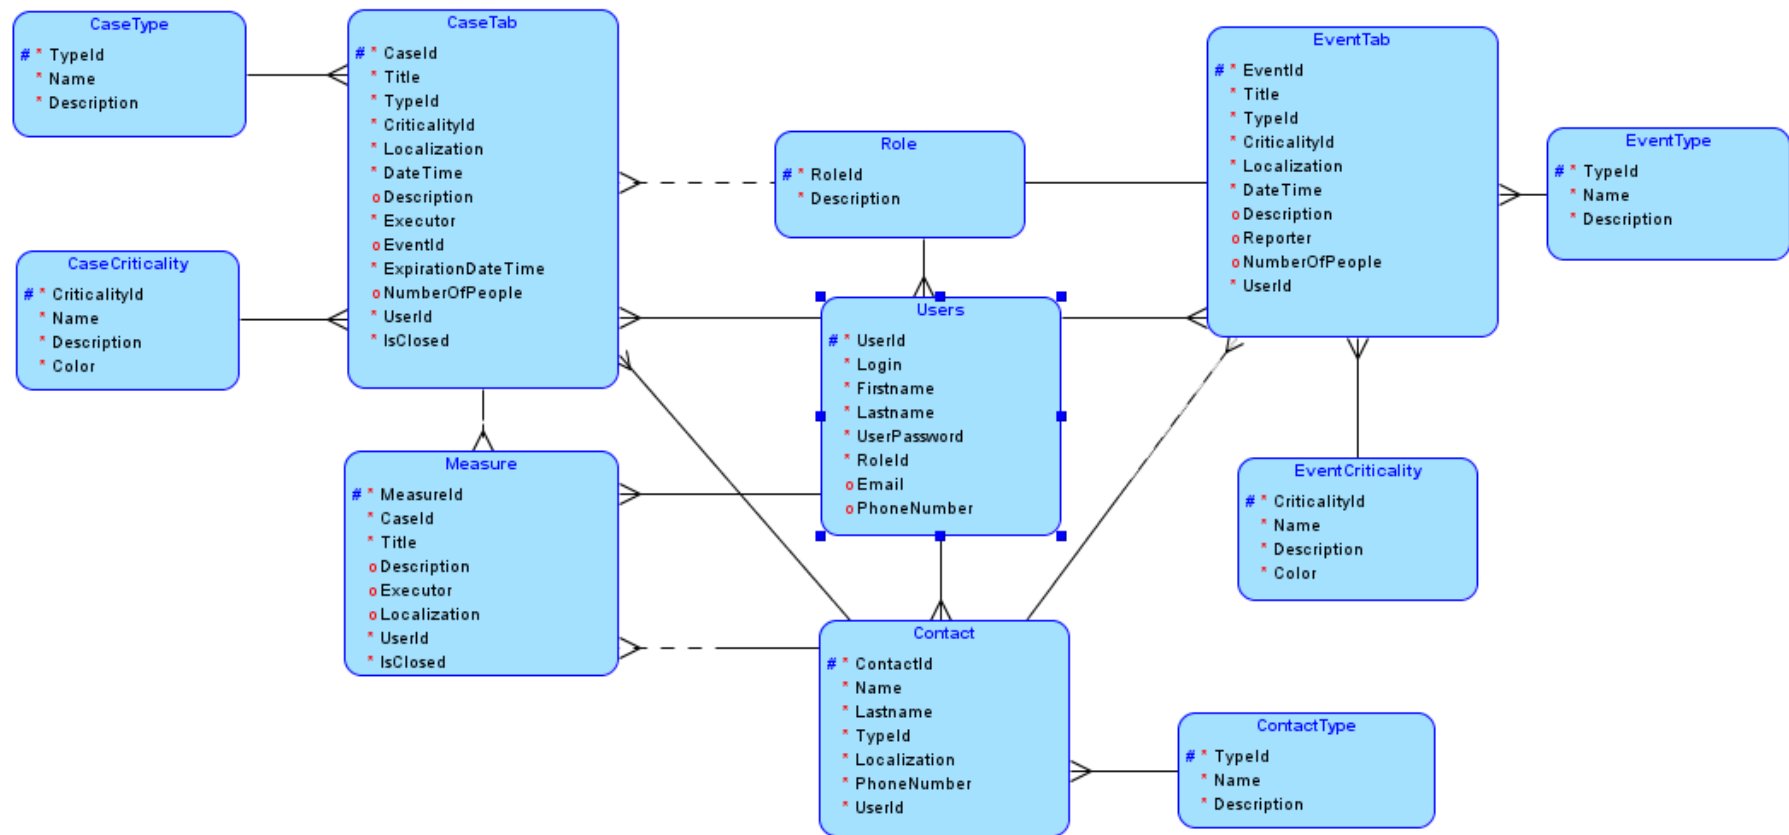 CaseType
# * TypeId
* Name
* Description
CaseTab
# * CaseId
* Title
* TypeId
* CriticalityId
* Localization
* DateTime
o Description
* Executor
o EventId
* ExpirationDateTime
o NumberOfPeople
* UserId
* IsClosed
Role
# * RoleId
* Description
EventTab
# * EventId
* Title
* TypeId
* CriticalityId
* Localization
* DateTime
o Description
o Reporter
o NumberOfPeople
* UserId
EventType
# * TypeId
* Name
* Description
CaseCriticality
# * CriticalityId
* Name
* Description
* Color
Users
# * UserId
* Login
* Firstname
* Lastname
* UserPassword
* RoleId
o Email
o PhoneNumber
Measure
# * MeasureId
* CaseId
* Title
o Description
o Executor
o Localization
* UserId
* IsClosed
EventCriticality
# * CriticalityId
* Name
* Description
* Color
Contact
# * ContactId
* Name
* Lastname
* TypeId
* Localization
* PhoneNumber
* UserId
ContactType
# * TypeId
* Name
* Description